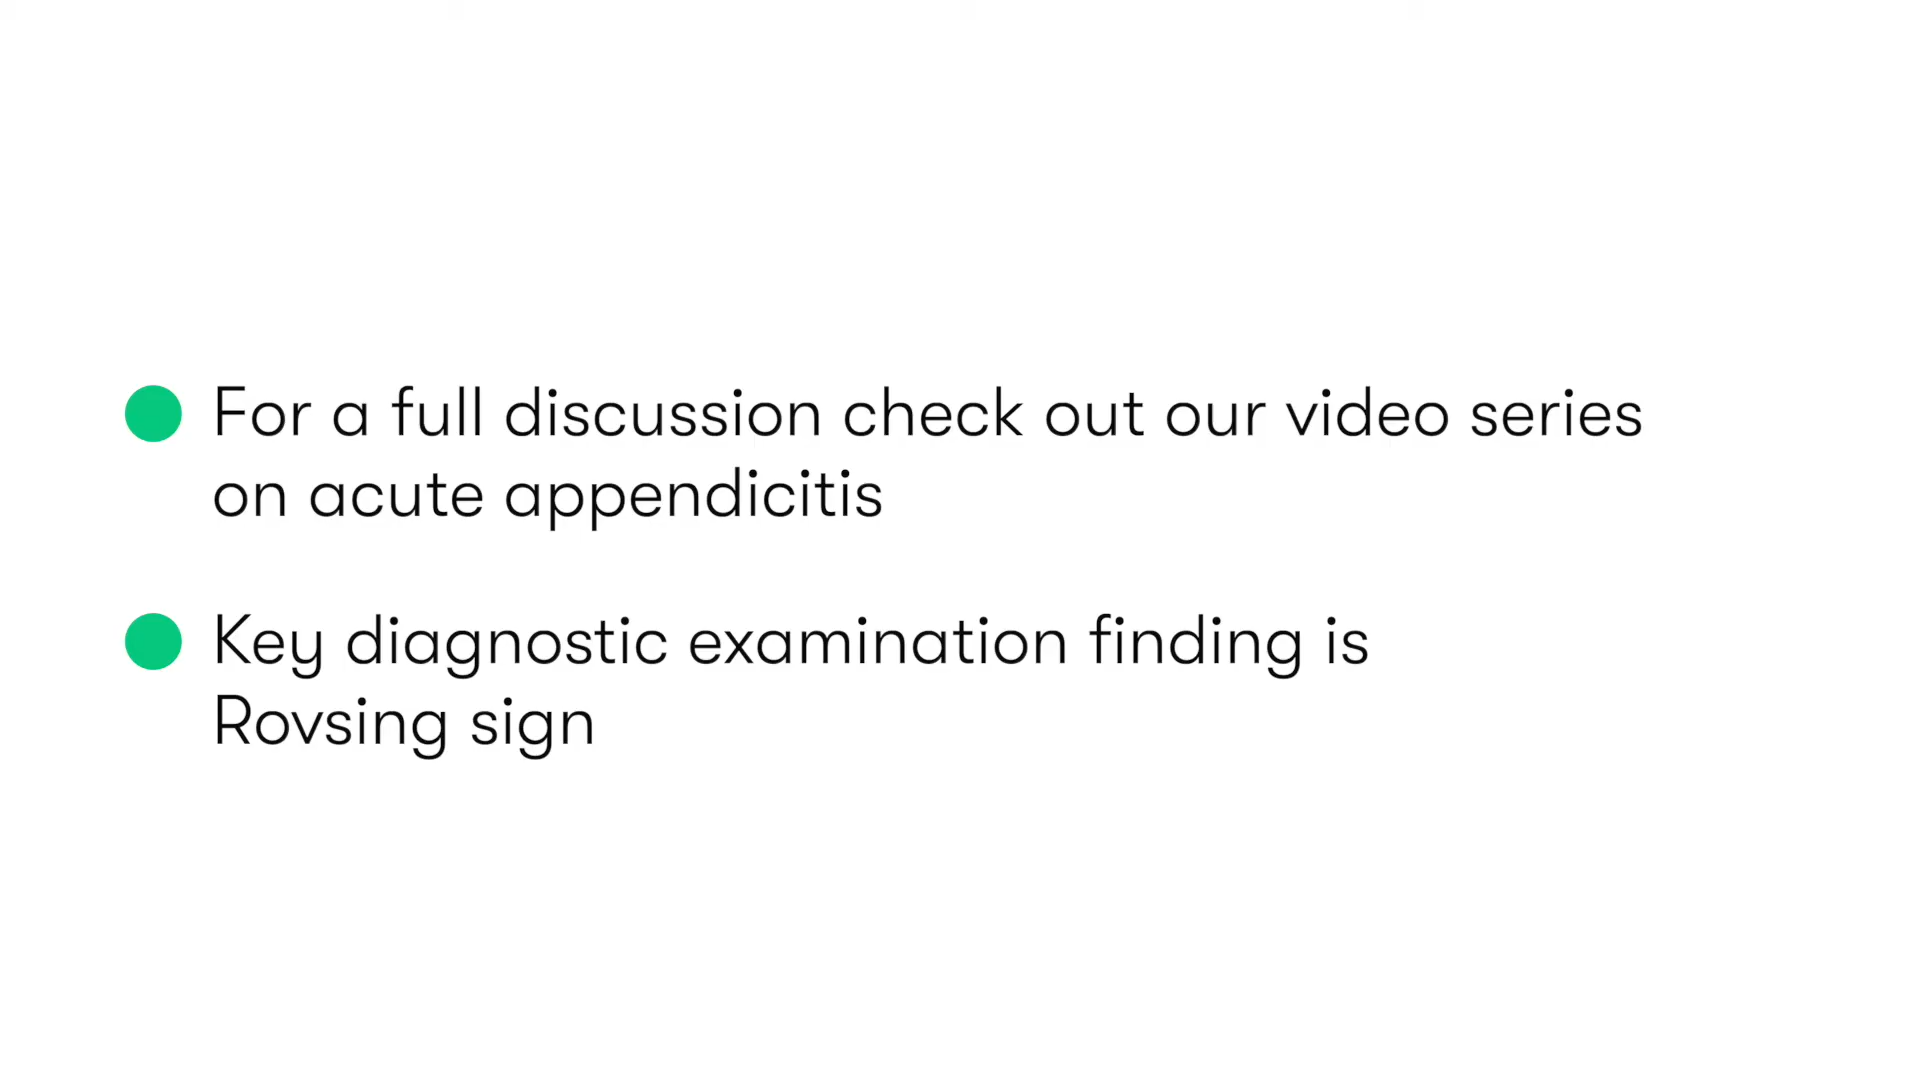 For a full discussion check out our video series
on acute appendicitis
Key diagnostic examination finding is
Rovsing sign